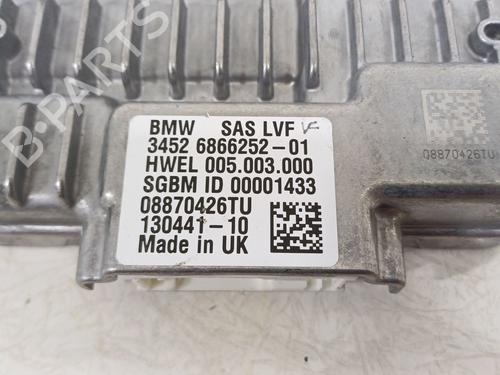 BMW SAS LVF
3452 6866252-01
HWEL 005.003.000
SGBM ID 00001433
08870426TU
130441-10
Made in UK
08870426TU
B-PARTS